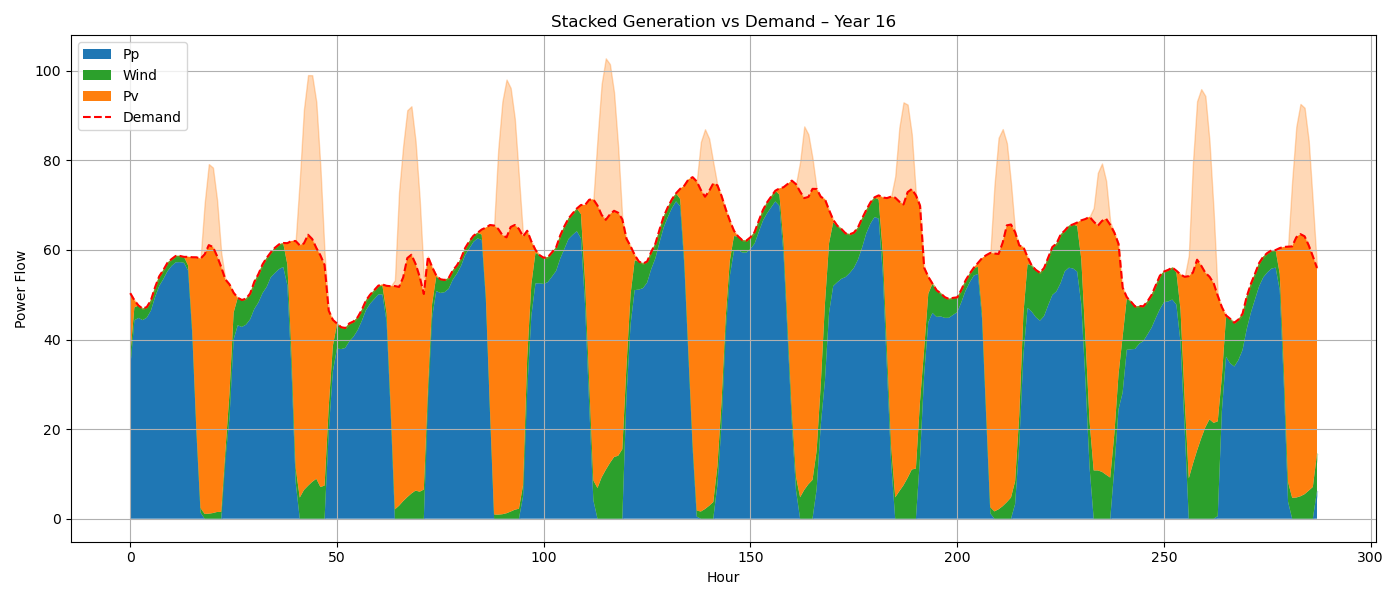 Stacked Generation vs Demand – Year 16
Pp
Wind
Pv
Demand
Power Flow
100
80
60
40
20
0
0 50 100 150 200 250 300
Hour